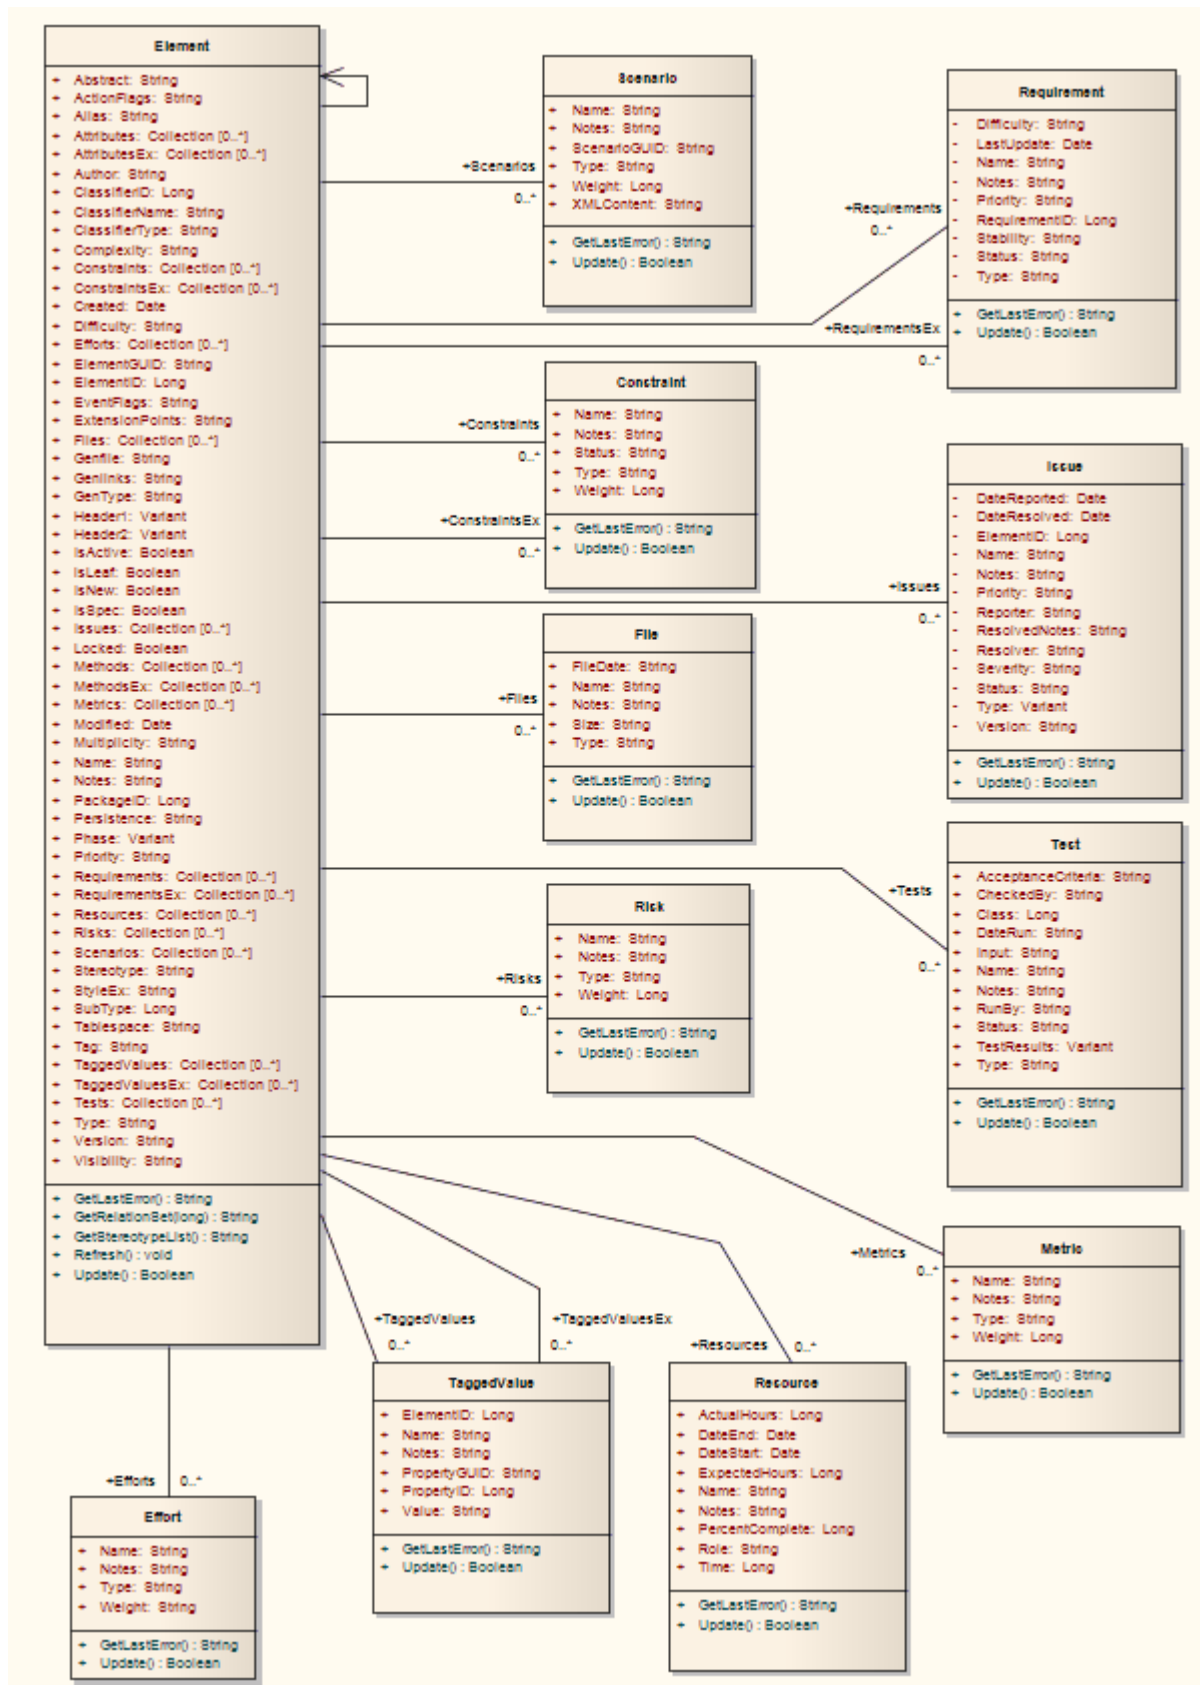 Element
+ Abstract: String
+ ActionFlags: String
+ Alias: String
+ Attributes: Collection [0..*]
+ AttributesEx: Collection [0..*]
+ Author: String
+ ClassifierID: Long
+ ClassifierName: String
+ ClassifierType: String
+ Complexity: String
+ Constraints: Collection [0..*]
+ ConstraintsEx: Collection [0..*]
+ Created: Date
+ Difficulty: String
+ Efforts: Collection [0..*]
+ ElementGUID: String
+ ElementID: Long
+ EventFlags: String
+ ExtensionPoints: String
+ Files: Collection [0..*]
+ Genfile: String
+ Genlinks: String
+ GenType: String
+ Header1: Variant
+ Header2: Variant
+ IsActive: Boolean
+ IsLeaf: Boolean
+ IsNew: Boolean
+ IsSpec: Boolean
+ Issues: Collection [0..*]
+ Locked: Boolean
+ Methods: Collection [0..*]
+ MethodsEx: Collection [0..*]
+ Metrics: Collection [0..*]
+ Modified: Date
+ Multiplicity: String
+ Name: String
+ Notes: String
+ PackageID: Long
+ Persistence: String
+ Phase: Variant
+ Priority: String
+ Requirements: Collection [0..*]
+ RequirementsEx: Collection [0..*]
+ Resources: Collection [0..*]
+ Risks: Collection [0..*]
+ Scenarios: Collection [0..*]
+ Stereotype: String
+ StyleEx: String
+ SubType: Long
+ Tablespace: String
+ Tag: String
+ TaggedValues: Collection [0..*]
+ TaggedValuesEx: Collection [0..*]
+ Tests: Collection [0..*]
+ Type: String
+ Version: String
+ Visibility: String
+ GetLastError() : String
+ GetRelationSet(long) : String
+ GetStereotypeList() : String
+ Refresh() : void
+ Update() : Boolean
+Scenarios
0..*
Scenario
+ Name: String
+ Notes: String
+ ScenarioGUID: String
+ Type: String
+ Weight: Long
+ XMLContent: String
+ GetLastError() : String
+ Update() : Boolean
+Requirements
0..*
+RequirementsEx
0..*
Requirement
- Difficulty: String
- LastUpdate: Date
- Name: String
- Notes: String
- Priority: String
- RequirementID: Long
- Stability: String
- Status: String
- Type: String
+ GetLastError() : String
+ Update() : Boolean
+Constraints
0..*
+ConstraintsEx
0..*
Constraint
+ Name: String
+ Notes: String
+ Status: String
+ Type: String
+ Weight: Long
+ GetLastError() : String
+ Update() : Boolean
+Issues
0..*
Issue
- DateReported: Date
- DateResolved: Date
- ElementID: Long
- Name: String
- Notes: String
- Priority: String
- Reporter: String
- ResolvedNotes: String
- Resolver: String
- Severity: String
- Status: String
- Type: Variant
- Version: String
+ GetLastError() : String
+ Update() : Boolean
+Files
0..*
File
+ FileDate: String
+ Name: String
+ Notes: String
+ Size: String
+ Type: String
+ GetLastError() : String
+ Update() : Boolean
+Tests
0..*
Test
+ AcceptanceCriteria: String
+ CheckedBy: String
+ Class: Long
+ DateRun: String
+ Input: String
+ Name: String
+ Notes: String
+ RunBy: String
+ Status: String
+ TestResults: Variant
+ Type: String
+ GetLastError() : String
+ Update() : Boolean
+Risks
0..*
Risk
+ Name: String
+ Notes: String
+ Type: String
+ Weight: Long
+ GetLastError() : String
+ Update() : Boolean
+Metrics
0..*
Metric
+ Name: String
+ Notes: String
+ Type: String
+ Weight: Long
+ GetLastError() : String
+ Update() : Boolean
+TaggedValues
0..*
+TaggedValuesEx
0..*
TaggedValue
+ ElementID: Long
+ Name: String
+ Notes: String
+ PropertyGUID: String
+ PropertyID: Long
+ Value: String
+ GetLastError() : String
+ Update() : Boolean
+Resources
0..*
Resource
+ ActualHours: Long
+ DateEnd: Date
+ DateStart: Date
+ ExpectedHours: Long
+ Name: String
+ Notes: String
+ PercentComplete: Long
+ Role: String
+ Time: Long
+ GetLastError() : String
+ Update() : Boolean
+Efforts
0..*
Effort
+ Name: String
+ Notes: String
+ Type: String
+ Weight: String
+ GetLastError() : String
+ Update() : Boolean